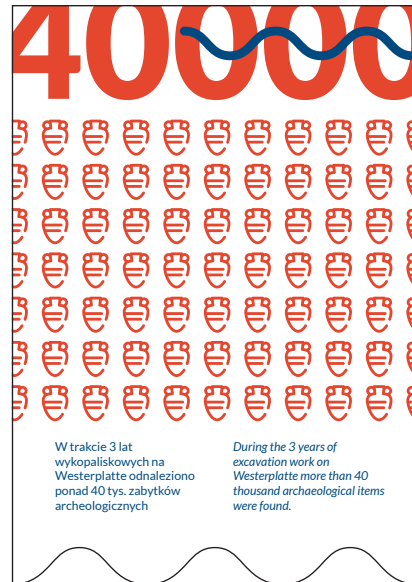 40000
W trakcie 3 lat
wykopaliskowych na
Westerplatte odnaleziono
ponad 40 tys. zabytków
archeologicznych
During the 3 years of
excavation work on
Westerplatte more than 40
thousand archaeological items
were found.